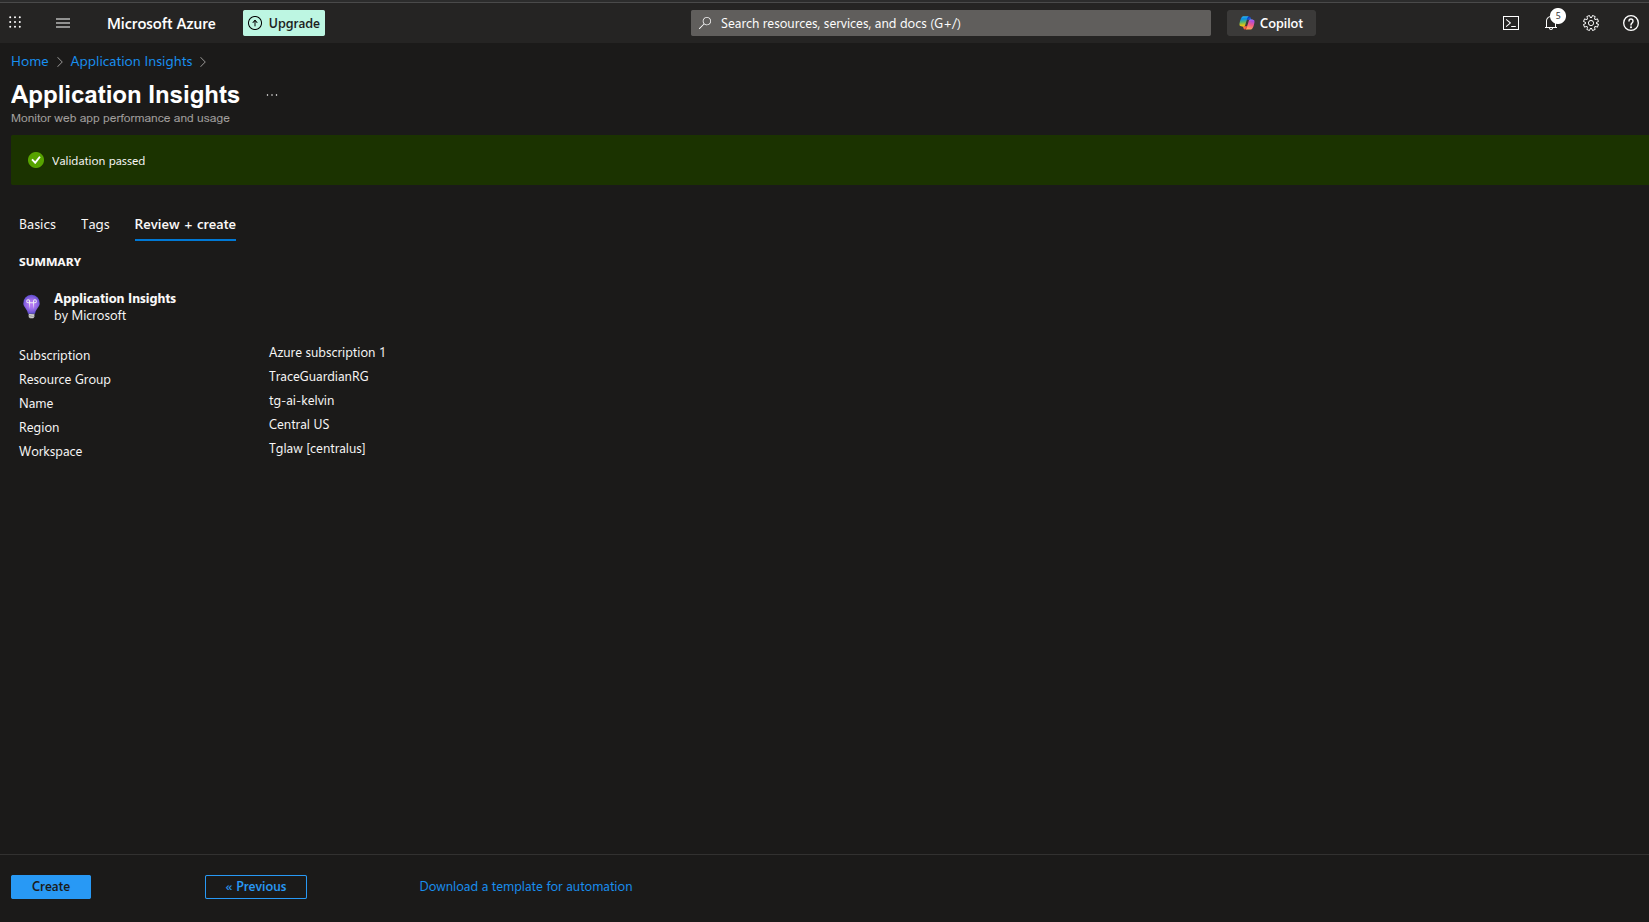 Microsoft Azure
Upgrade
Search resources, services, and docs (G+/)
Copilot
5
Home > Application Insights >
Application Insights ...
Monitor web app performance and usage
Validation passed
Basics Tags Review + create
SUMMARY
Application Insights
by Microsoft
Subscription Azure subscription 1
Resource Group TraceGuardianRG
Name tg-ai-kelvin
Region Central US
Workspace Tglaw [centralus]
Create « Previous Download a template for automation